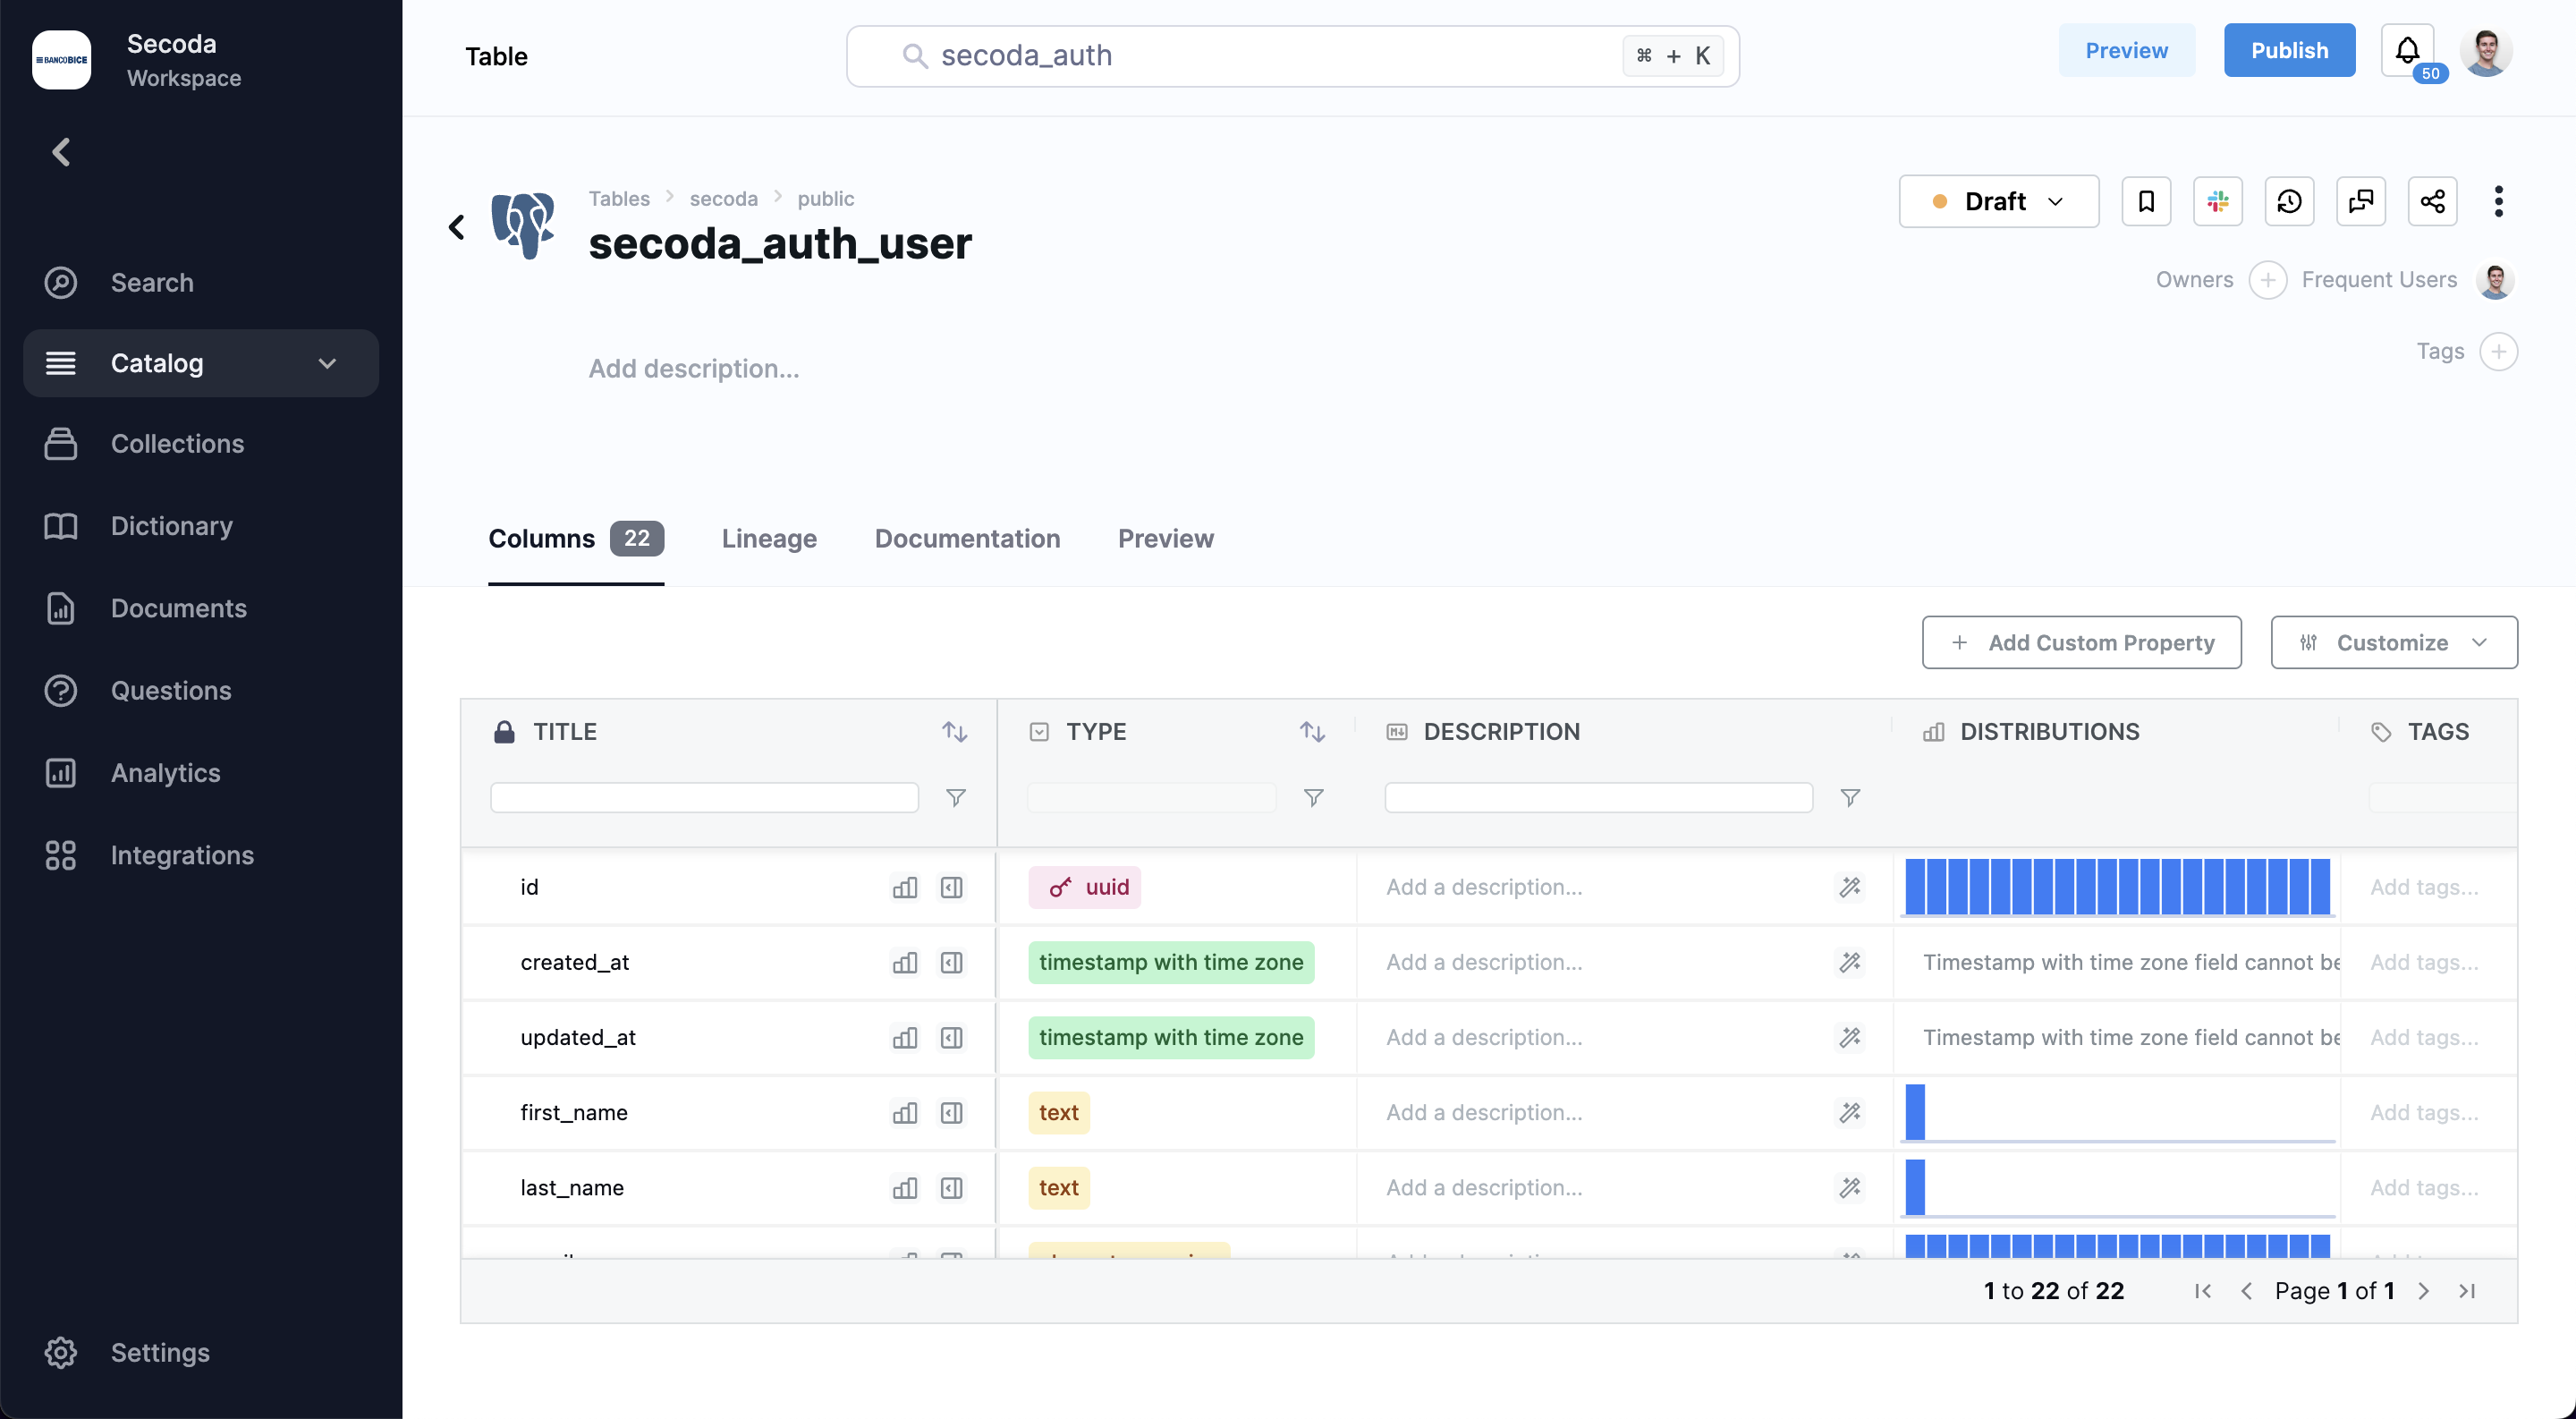 BANCOBICE
Secoda
Workspace
Search
Catalog
Collections
Dictionary
Documents
Questions
Analytics
Integrations
Settings
Table
secoda_auth
⌘ + K
Preview
Publish
50
Tables > secoda > public
secoda_auth_user
Draft
Owners
Frequent Users
Add description...
Tags
Columns 22
Lineage
Documentation
Preview
+ Add Custom Property
Customize
TITLE
TYPE
DESCRIPTION
DISTRIBUTIONS
TAGS
id
uuid
Add a description...
Add tags...
created_at
timestamp with time zone
Add a description...
Timestamp with time zone field cannot be
Add tags...
updated_at
timestamp with time zone
Add a description...
Timestamp with time zone field cannot be
Add tags...
first_name
text
Add a description...
Add tags...
last_name
text
Add a description...
Add tags...
1 to 22 of 22
Page 1 of 1